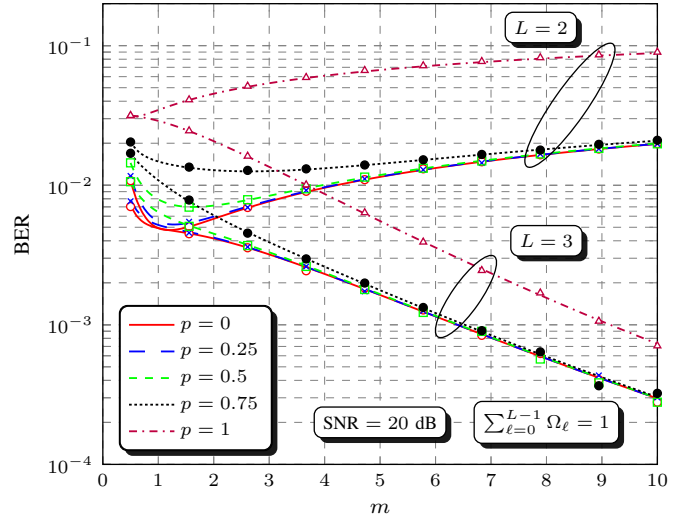 10^{-1}
10^{-2}
10^{-3}
10^{-4}
BER
L = 2
L = 3
p = 0
p = 0.25
p = 0.5
p = 0.75
p = 1
SNR = 20 dB
\sum_{\ell=0}^{L-1} \Omega_\ell = 1
0 1 2 3 4 5 6 7 8 9 10
m